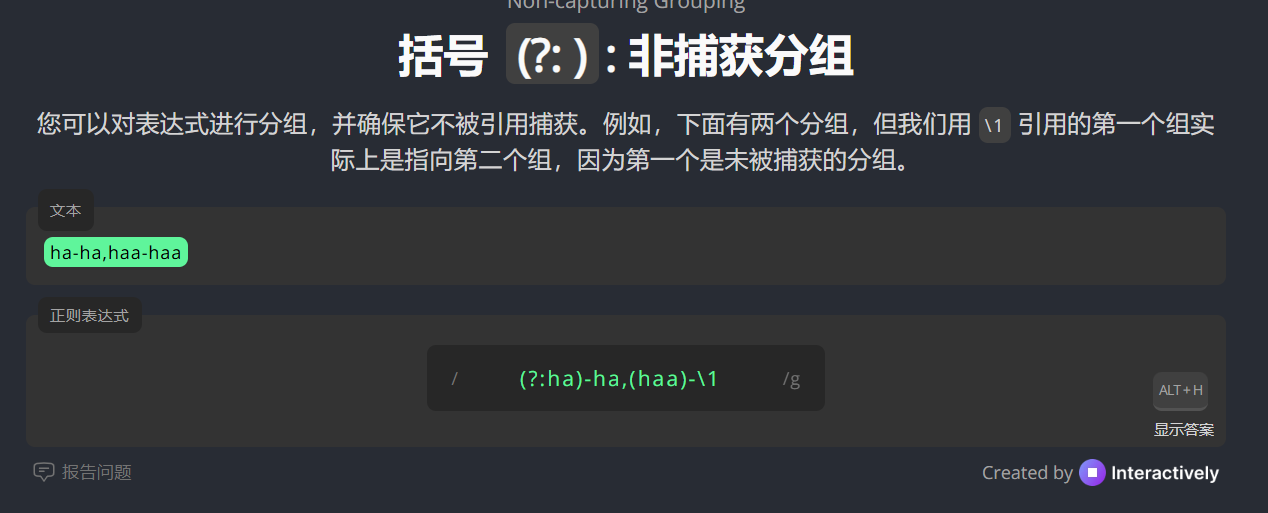 Non-capturing Grouping
括号 (?: ) : 非捕获分组
您可以对表达式进行分组，并确保它不被引用捕获。例如，下面有两个分组，但我们用 \1 引用的第一个组实
际上是指向第二个组，因为第一个是未被捕获的分组。
文本
ha-ha,haa-haa
正则表达式
/ (?:ha)-ha,(haa)-\1 /g
ALT+H
显示答案
报告问题
Created by Interactively